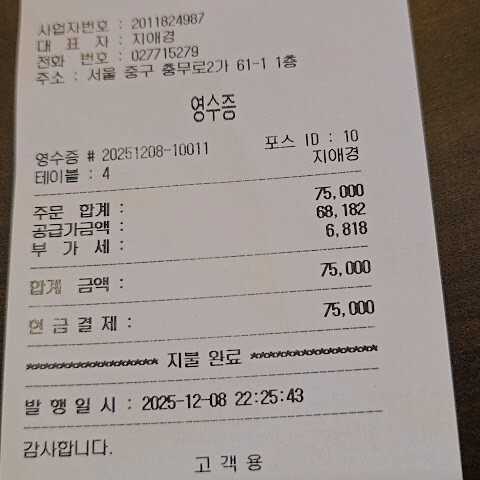 사업자번호 : 2011824987
대 표 자 : 지애경
전화 번호 : 027715279
주소 : 서울 중구 충무로2가 61-1 1층
영수증
영수증 # 20251208-10011 포스 ID : 10
테이블 : 4 지애경
주문 합계 : 75,000
공급가금액 : 68,182
부 가 세 : 6,818
합계 금액 : 75,000
현금결제 : 75,000
**************** 지불 완료 ****************
발 행 일 시 : 2025-12-08 22:25:43
감사합니다.
고 객 용